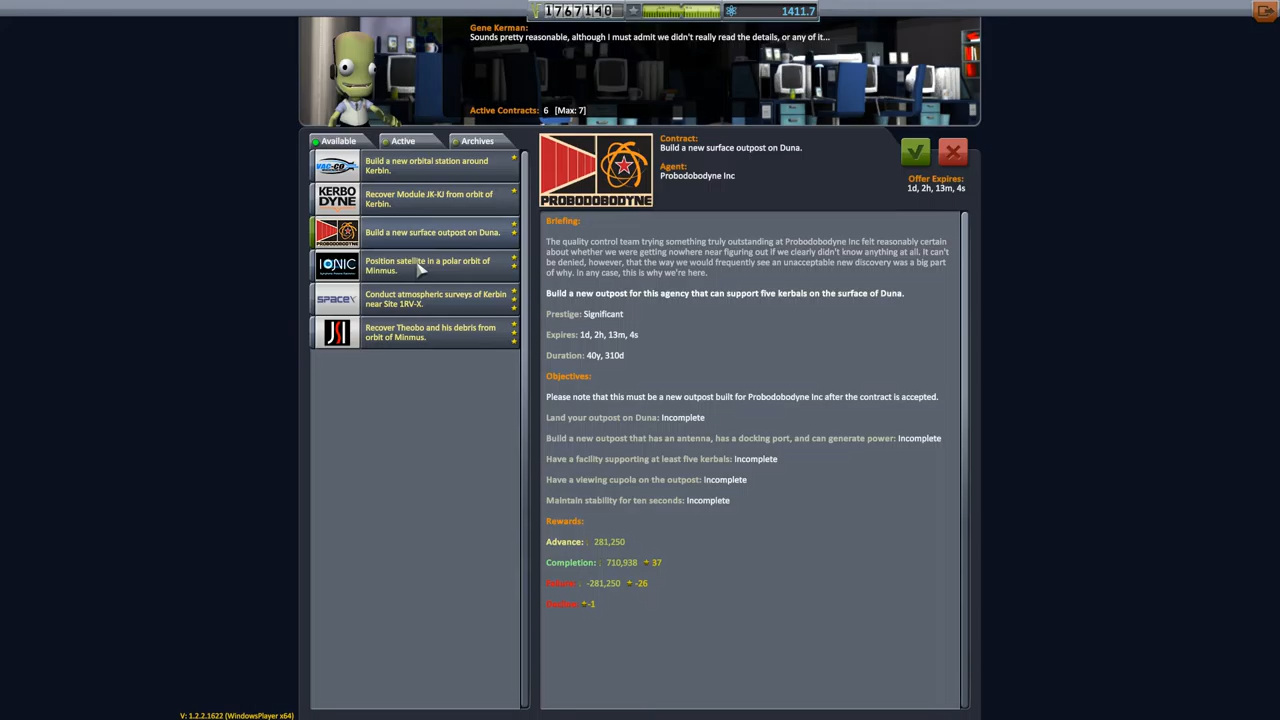 1767140
1411.7
Gene Kerman:
Sounds pretty reasonable, although I must admit we didn't really read the details, or any of it...
Active Contracts: 6 [Max: 7]
Available
Active
Archives
VAC-CO
Build a new orbital station around
Kerbin.
KERBO
DYNE
Recover Module JK-KJ from orbit of
Kerbin.
PROBODOBODYNE
Build a new surface outpost on Duna.
IONIC
Position satellite in a polar orbit of
Minmus.
SPACEX
Conduct atmospheric surveys of Kerbin
near Site 1RV-X.
JSI
Recover Theobo and his debris from
orbit of Minmus.
PROBODOBODYNE
Contract:
Build a new surface outpost on Duna.
Agent:
Probodobodyne Inc
Offer Expires:
1d, 2h, 13m, 4s
Briefing:
The quality control team trying something truly outstanding at Probodobodyne Inc felt reasonably certain
about whether we were getting nowhere near figuring out if we clearly didn't know anything at all. It can't
be denied, however, that the way we would frequently see an unacceptable new discovery was a big part
of why. In any case, this is why we're here.
Build a new outpost for this agency that can support five kerbals on the surface of Duna.
Prestige: Significant
Expires: 1d, 2h, 13m, 4s
Duration: 40y, 310d
Objectives:
Please note that this must be a new outpost built for Probodobodyne Inc after the contract is accepted.
Land your outpost on Duna: Incomplete
Build a new outpost that has an antenna, has a docking port, and can generate power: Incomplete
Have a facility supporting at least five kerbals: Incomplete
Have a viewing cupola on the outpost: Incomplete
Maintain stability for ten seconds: Incomplete
Rewards:
Advance: 281,250
Completion: 710,938 +37
-281,250 -26
-1
V: 1.2.2.1622 (WindowsPlayer x64)